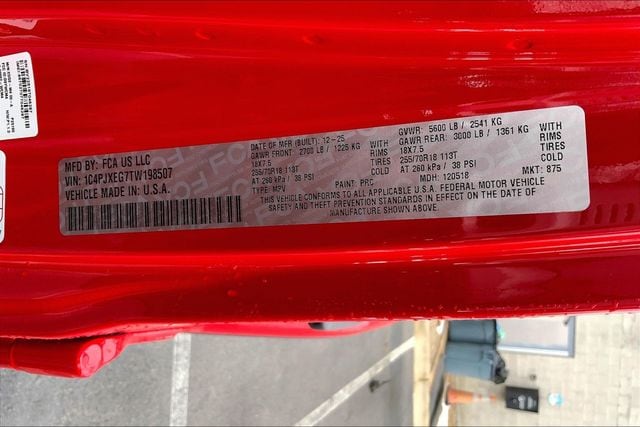 MFD BY: FCA US LLC
VIN: 1C4PJXEG7TW198507
VEHICLE MADE IN U.S.A.
DATE OF MFR (BUILT): 12-25
GAWR FRONT: 2700 LB / 1225 KG
18X7.5
255/70R18 113T
AT 260 kPa / 38 PSI
TYPE: MPV
PAINT: PRC
GVWR: 5600 LB / 2541 KG
GAWR REAR: 3000 LB / 1361 KG
18X7.5
255/70R18 113T
AT 260 kPa / 38 PSI
MDH: 120518
WITH
RIMS
TIRES
WITH
RIMS
TIRES
MKT: 875
THIS VEHICLE CONFORMS TO ALL APPLICABLE U.S.A. FEDERAL MOTOR VEHICLE
SAFETY AND THEFT PREVENTION STANDARDS IN EFFECT ON THE DATE OF
MANUFACTURE SHOWN ABOVE.